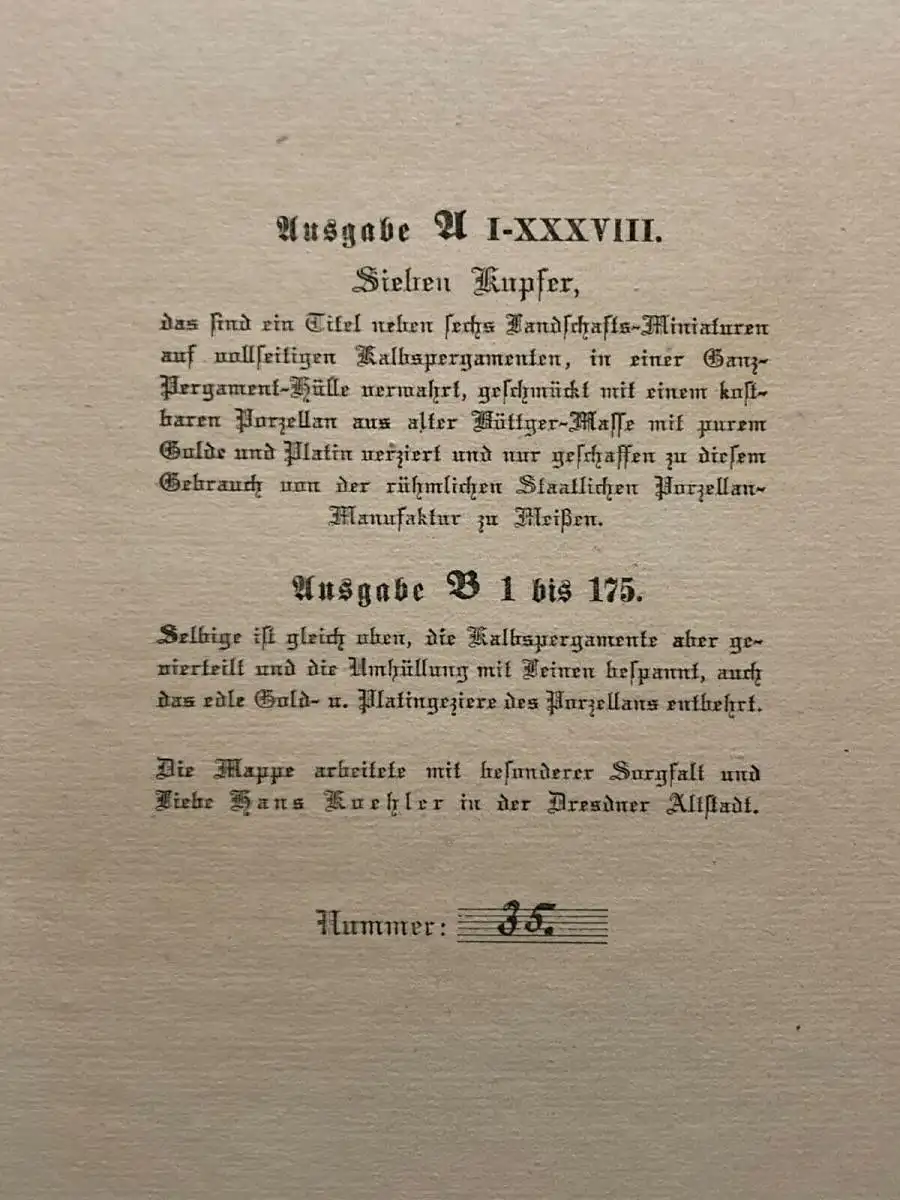 Ausgabe A I-XXXVIII.
Sieben Kupfer,
das sind ein Titel neben sechs Landschafts-Miniaturen
auf vollseitigen Kalbspergamenten, in einer Ganz-
Pergament-Hülle verwahrt, geschmückt mit einem kost-
baren Porzellan aus alter Böttger-Masse mit purem
Golde und Platin verziert und nur geschaffen zu diesem
Gebrauch von der rühmlichen Staatlichen Porzellan-
Manufaktur zu Meißen.
Ausgabe B 1 bis 175.
Selbige ist gleich oben, die Kalbspergamente aber ge-
vierteilt und die Umhüllung mit Leinen bespannt, auch
das edle Gold- u. Platingeziere des Porzellans entbehrt.
Die Mappe arbeitete mit besonderer Sorgfalt und
Liebe Hans Koehler in der Dresdner Altstadt.
Nummer: 35.